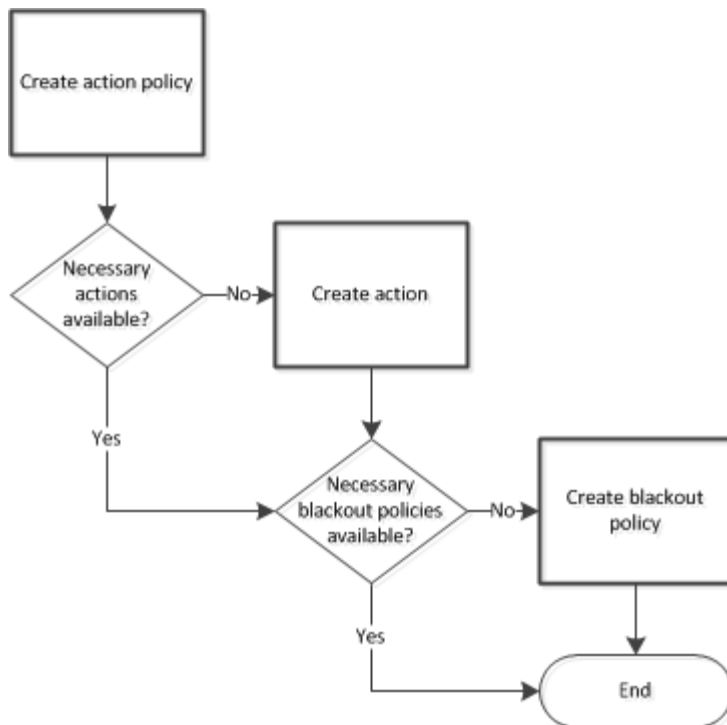 Create action policy
Necessary
actions
available?
No
Create action
Yes
Necessary
blackout policies
available?
No
Create blackout
policy
Yes
End